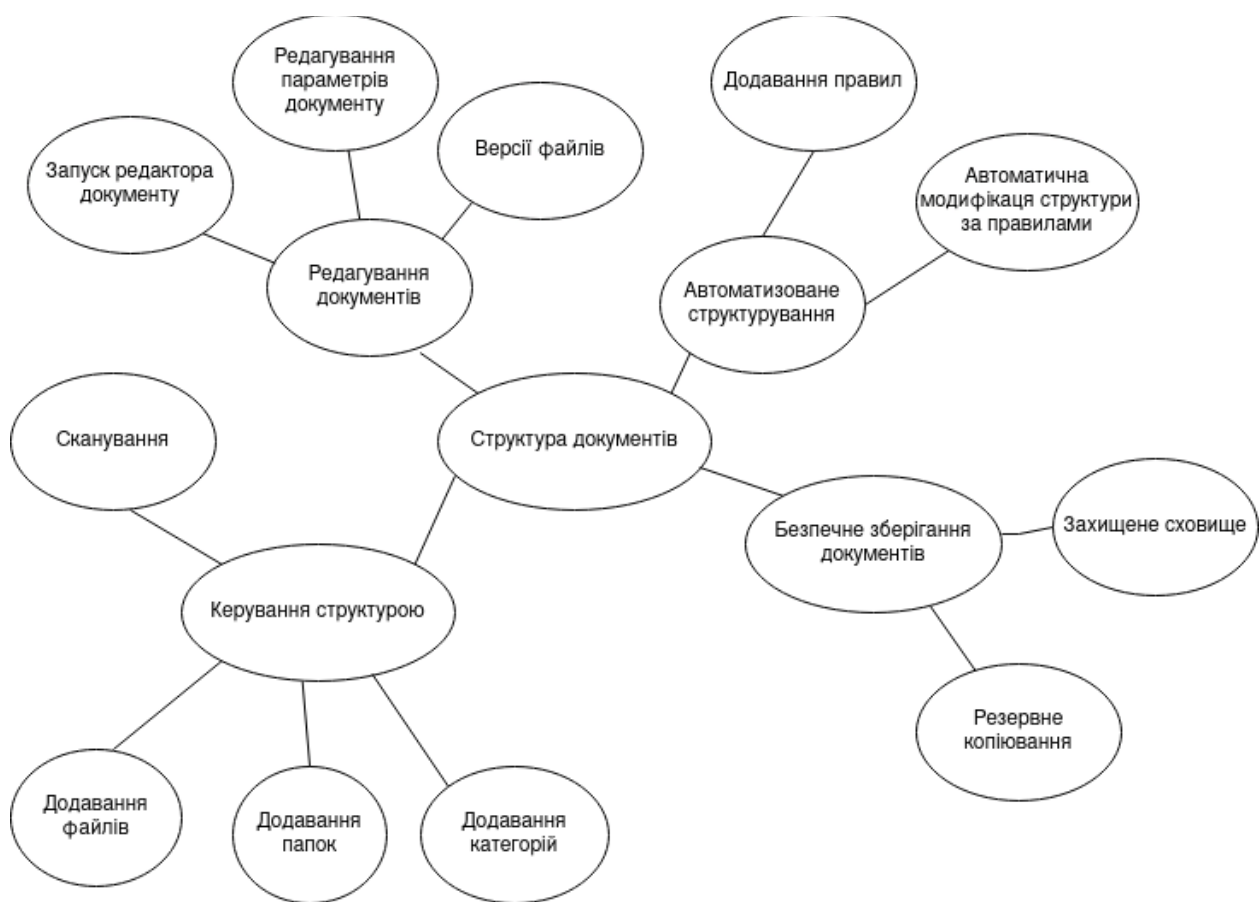 Редагування
параметрів
документу
Додавання правил
Версії файлів
Запуск редактора
документу
Автоматична
модифікаця структури
за правилами
Редагування
документів
Автоматизоване
структурування
Сканування
Структура документів
Безпечне зберігання
документів
Захищене сховище
Керування структурою
Резервне
копіювання
Додавання
файлів
Додавання
папок
Додавання
категорій